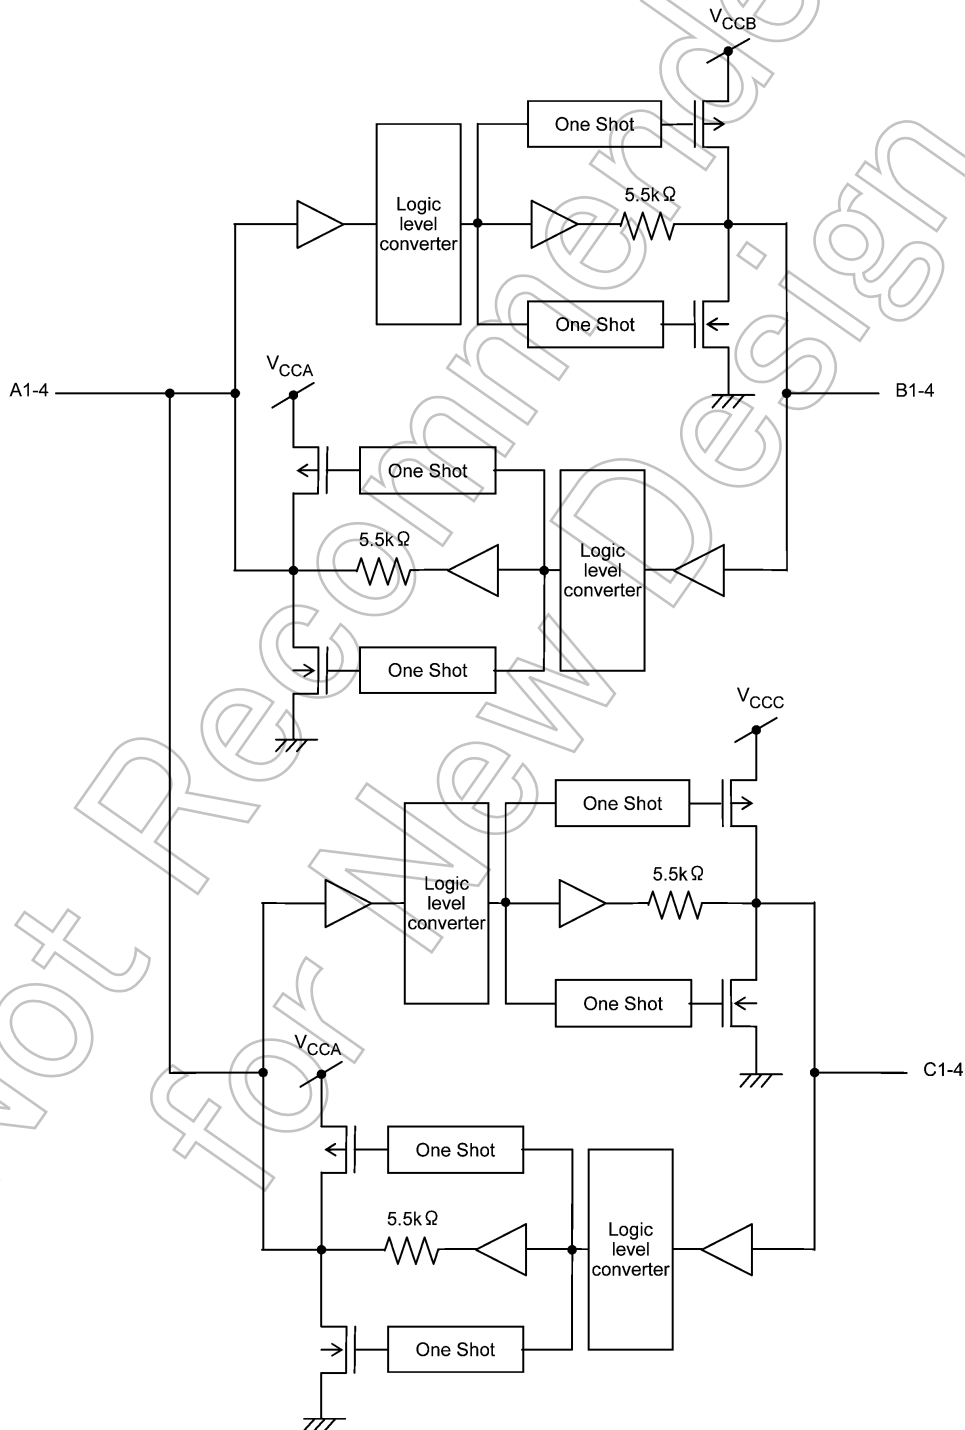 VCCB
One Shot
Logic
level
converter
5.5kΩ
One Shot
VCCA
A1-4
B1-4
One Shot
5.5kΩ
Logic
level
converter
One Shot
VCCC
One Shot
Logic
level
converter
5.5kΩ
One Shot
VCCA
C1-4
One Shot
5.5kΩ
Logic
level
converter
One Shot
Not Recommende
for New Design